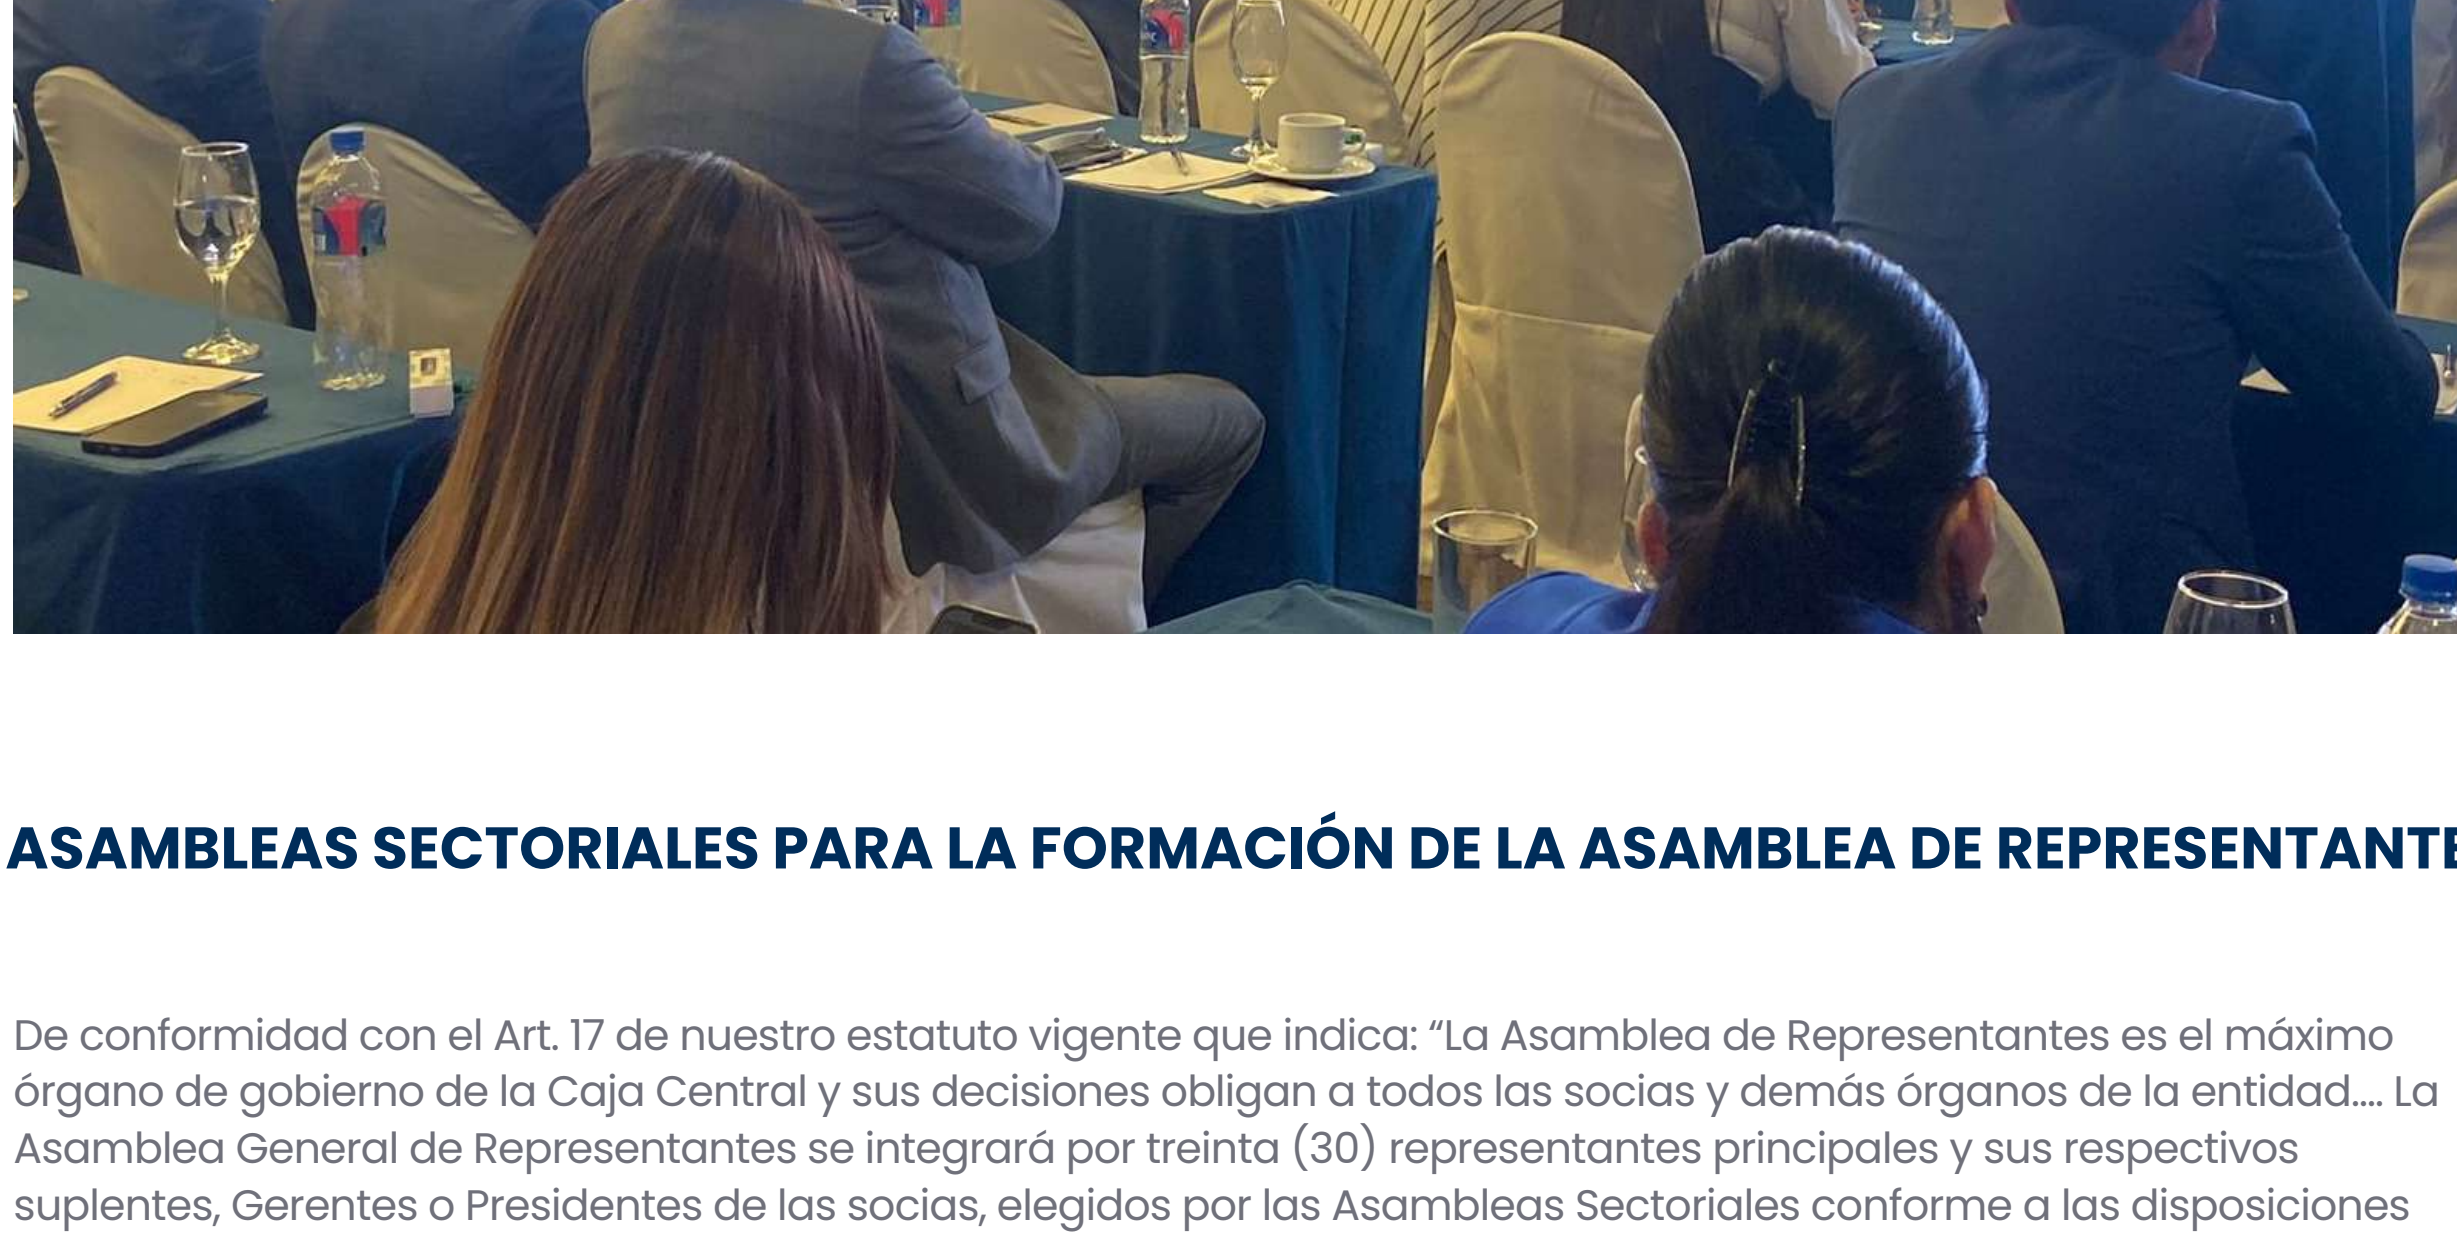 ASAMBLEAS SECTORIALES PARA LA FORMACIÓN DE LA ASAMBLEA DE REPRESENTANTE
De conformidad con el Art. 17 de nuestro estatuto vigente que indica: “La Asamblea de Representantes es el máximo
órgano de gobierno de la Caja Central y sus decisiones obligan a todos las socias y demás órganos de la entidad.... La
Asamblea General de Representantes se integrará por treinta (30) representantes principales y sus respectivos
suplentes, Gerentes o Presidentes de las socias, elegidos por las Asambleas Sectoriales conforme a las disposiciones